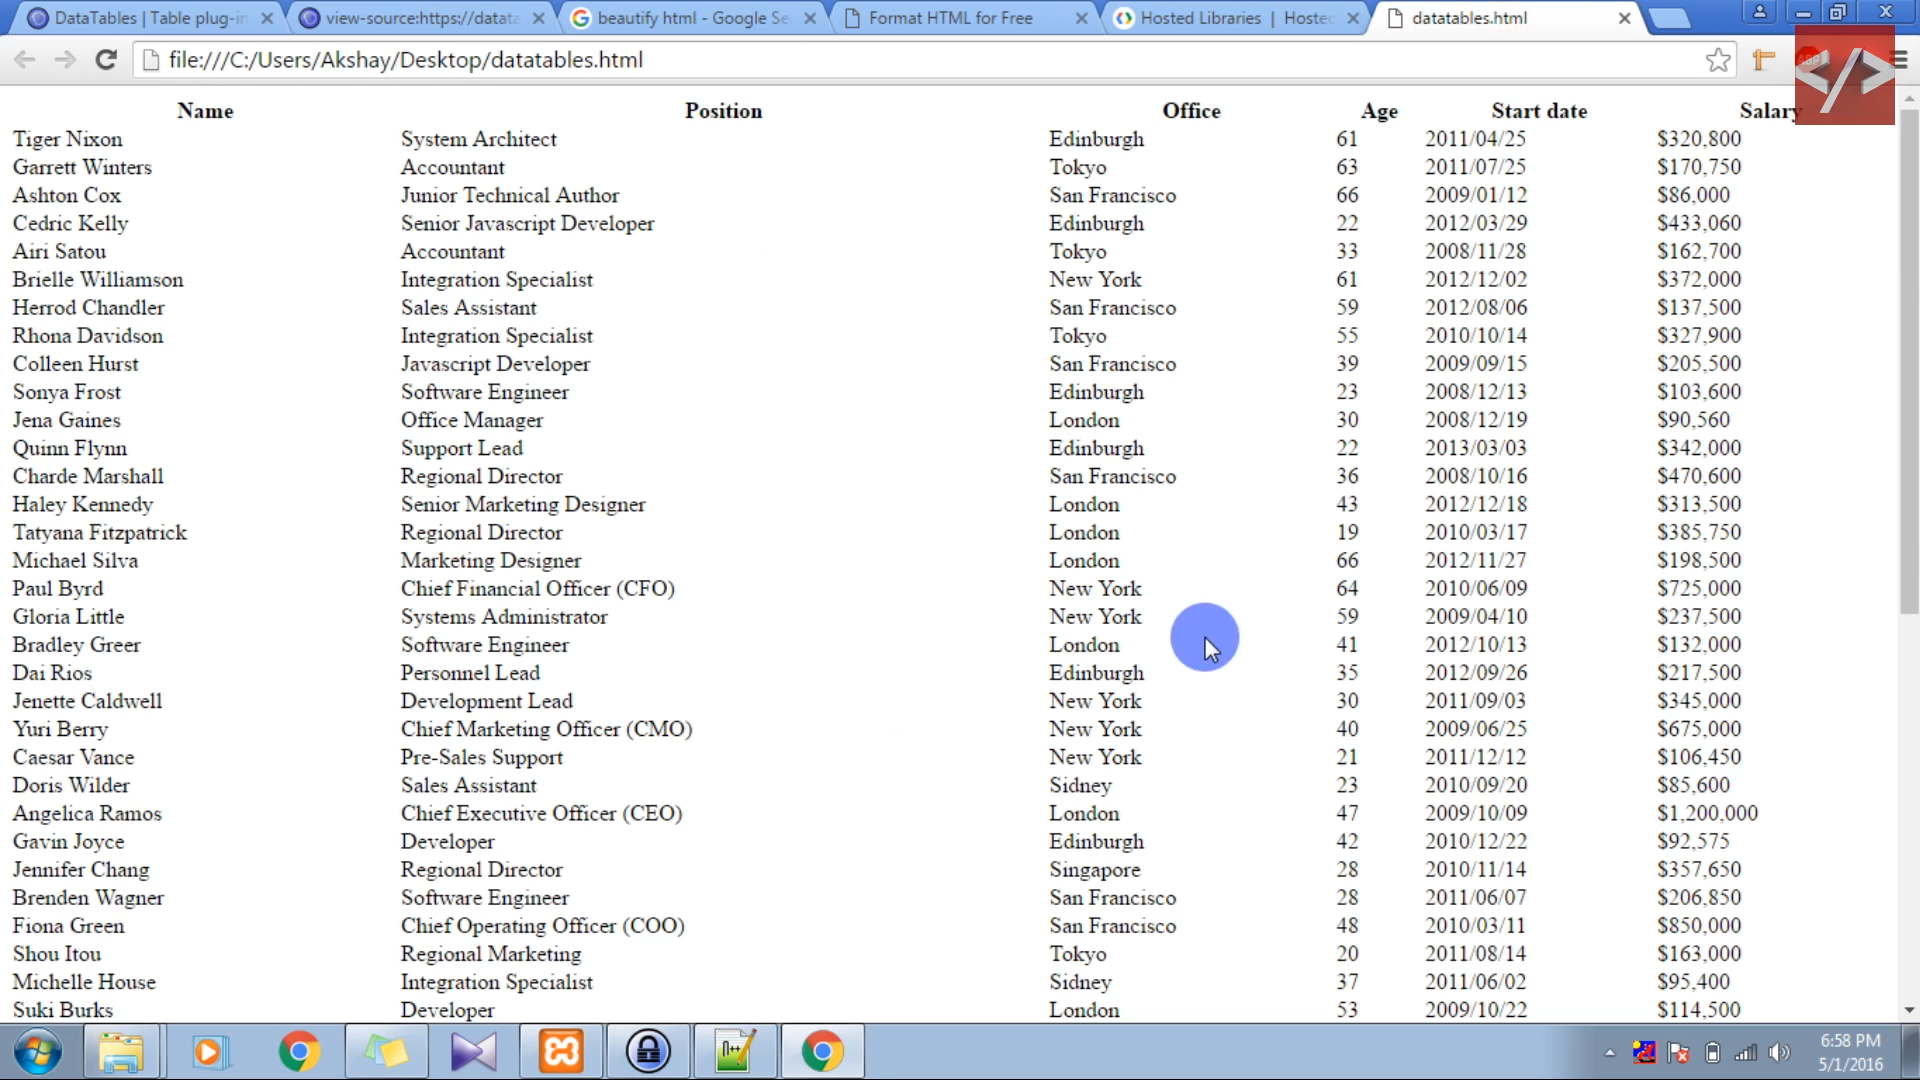 DataTables | Table plug-in
view-source:https://datata
beautify html - Google Se
Format HTML for Free
Hosted Libraries | Hosted
datatables.html
file:///C:/Users/Akshay/Desktop/datatables.html
ABP
</>
Name Position Office Age Start date Salary
Tiger Nixon System Architect Edinburgh 61 2011/04/25 $320,800
Garrett Winters Accountant Tokyo 63 2011/07/25 $170,750
Ashton Cox Junior Technical Author San Francisco 66 2009/01/12 $86,000
Cedric Kelly Senior Javascript Developer Edinburgh 22 2012/03/29 $433,060
Airi Satou Accountant Tokyo 33 2008/11/28 $162,700
Brielle Williamson Integration Specialist New York 61 2012/12/02 $372,000
Herrod Chandler Sales Assistant San Francisco 59 2012/08/06 $137,500
Rhona Davidson Integration Specialist Tokyo 55 2010/10/14 $327,900
Colleen Hurst Javascript Developer San Francisco 39 2009/09/15 $205,500
Sonya Frost Software Engineer Edinburgh 23 2008/12/13 $103,600
Jena Gaines Office Manager London 30 2008/12/19 $90,560
Quinn Flynn Support Lead Edinburgh 22 2013/03/03 $342,000
Charde Marshall Regional Director San Francisco 36 2008/10/16 $470,600
Haley Kennedy Senior Marketing Designer London 43 2012/12/18 $313,500
Tatyana Fitzpatrick Regional Director London 19 2010/03/17 $385,750
Michael Silva Marketing Designer London 66 2012/11/27 $198,500
Paul Byrd Chief Financial Officer (CFO) New York 64 2010/06/09 $725,000
Gloria Little Systems Administrator New York 59 2009/04/10 $237,500
Bradley Greer Software Engineer London 41 2012/10/13 $132,000
Dai Rios Personnel Lead Edinburgh 35 2012/09/26 $217,500
Jenette Caldwell Development Lead New York 30 2011/09/03 $345,000
Yuri Berry Chief Marketing Officer (CMO) New York 40 2009/06/25 $675,000
Caesar Vance Pre-Sales Support New York 21 2011/12/12 $106,450
Doris Wilder Sales Assistant Sidney 23 2010/09/20 $85,600
Angelica Ramos Chief Executive Officer (CEO) London 47 2009/10/09 $1,200,000
Gavin Joyce Developer Edinburgh 42 2010/12/22 $92,575
Jennifer Chang Regional Director Singapore 28 2010/11/14 $357,650
Brenden Wagner Software Engineer San Francisco 28 2011/06/07 $206,850
Fiona Green Chief Operating Officer (COO) San Francisco 48 2010/03/11 $850,000
Shou Itou Regional Marketing Tokyo 20 2011/08/14 $163,000
Michelle House Integration Specialist Sidney 37 2011/06/02 $95,400
Suki Burks Developer London 53 2009/10/22 $114,500
6:58 PM
5/1/2016